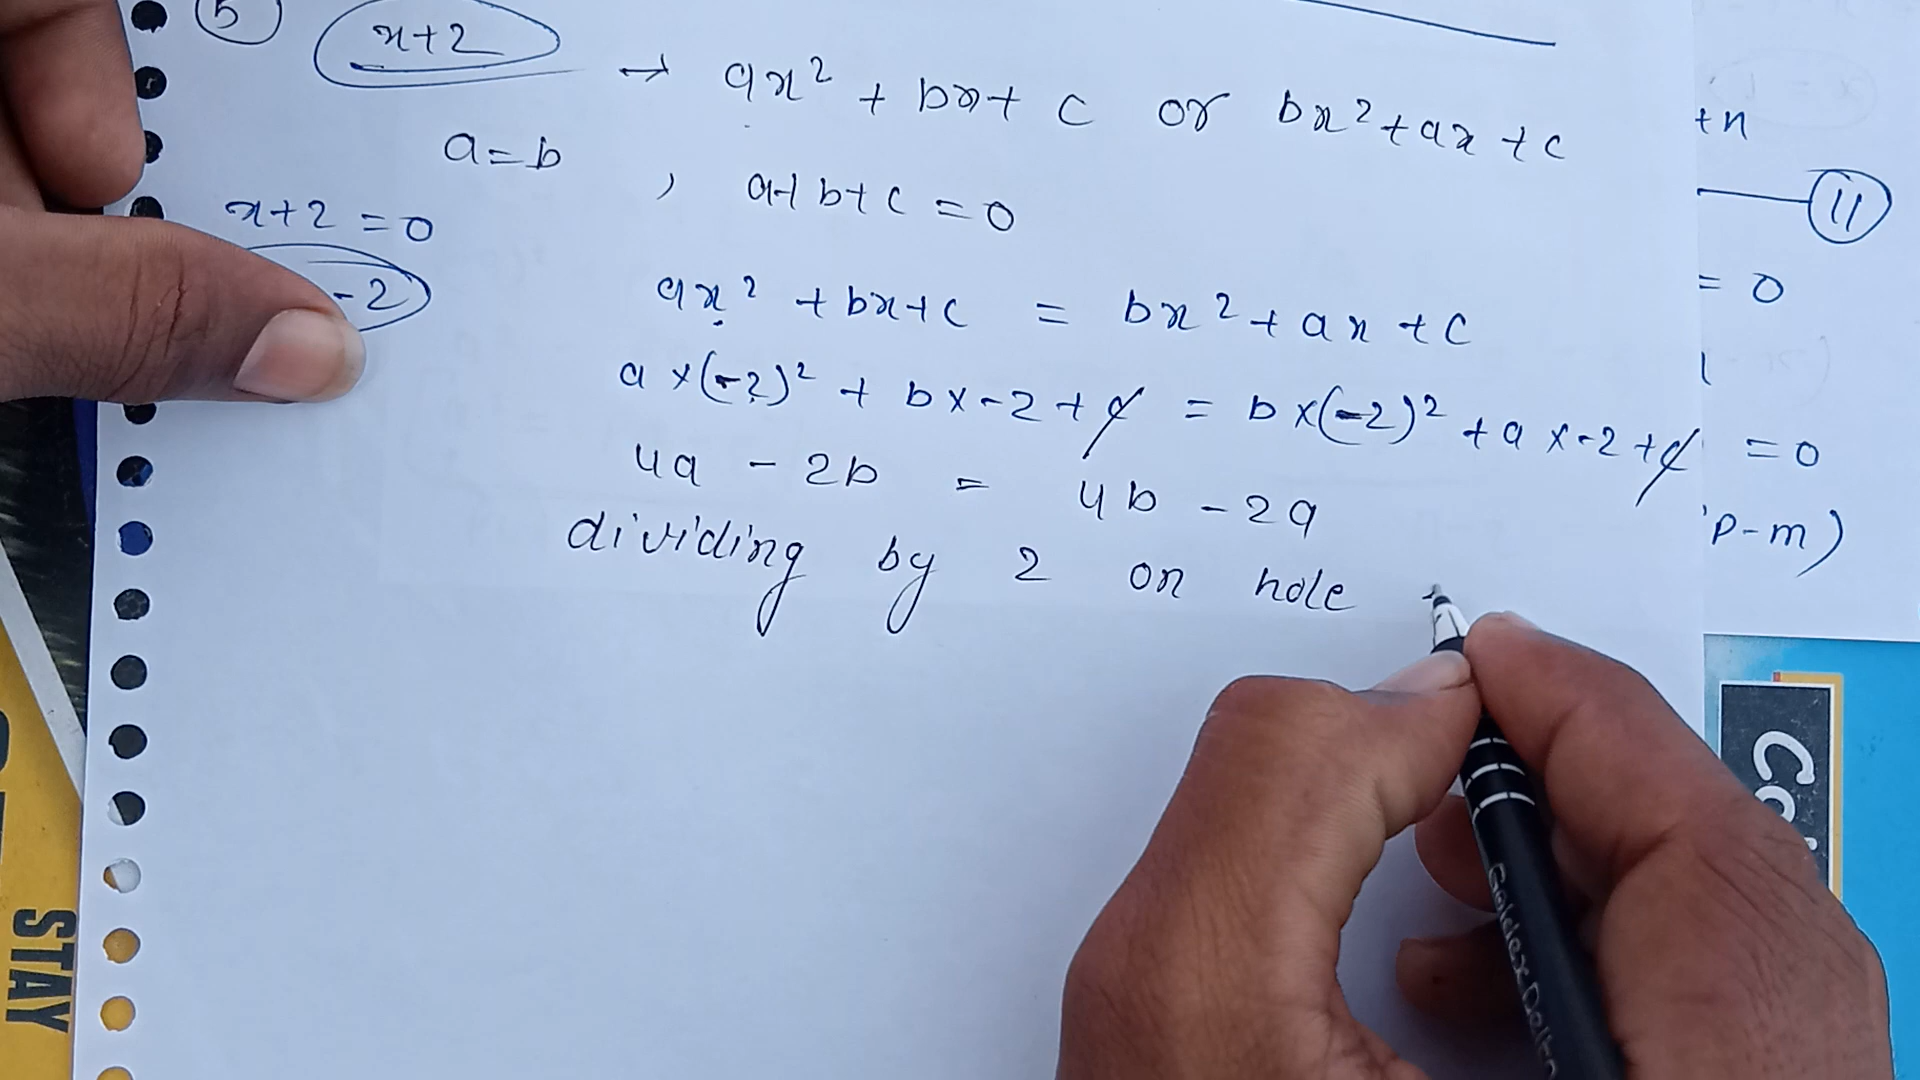 5
x+2 → ax² + bx + c or bx² + ax + c
a = b , a + b + c = 0
x+2 = 0
-2
ax² + bx + c = bx² + ax + c
a × (-2)² + b × -2 + c = b × (-2)² + a × -2 + c = 0
4a - 2b = 4b - 2a
dividing by 2 on hole
+n
11
= 0
p-m)
STAY
Goldex